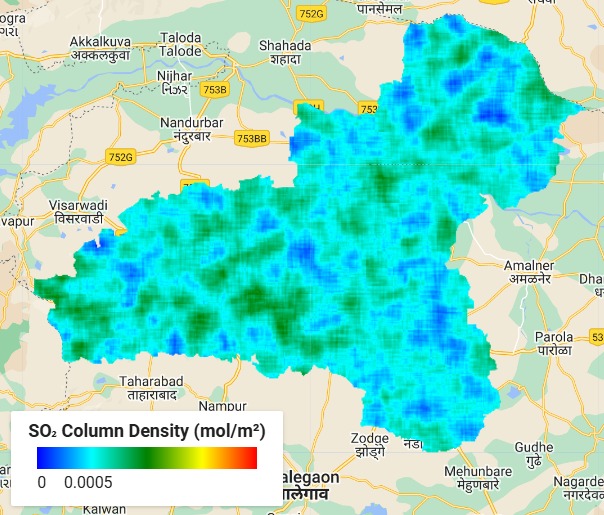 752G
पानसेमल
Akkalkuva
अक्कलकुवा
Taloda
Talode
Shahada
शहादा
Nijhar
નિઝર
753B
Nandurbar
नंदुरबार
753BB
753
752G
Visarwadi
विसरवाडी
vapur
Amalner
अमळनेर
Parola
पारोळा
53
Taharabad
ताहाराबाद
Nampur
SO₂ Column Density (mol/m²)
0 0.0005
Zodge
झोडगे
alegaon
लेगाव
Mehunbare
मेहुणबारे
Gudhe
गुढे
Nagarde
नगरदेव
Kalwan